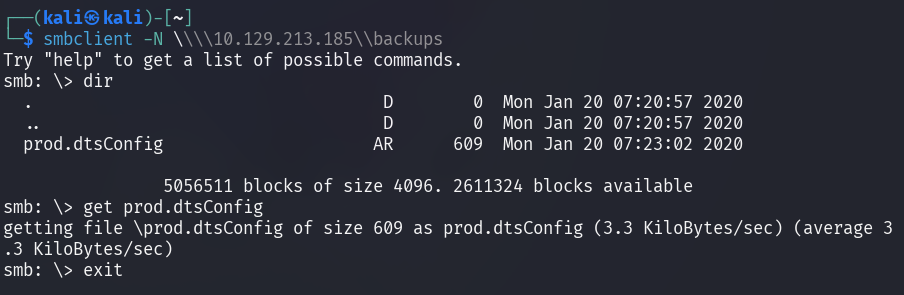 ┌──(kali㉿kali)-[~]
└─$ smbclient -N \\\\10.129.213.185\\backups
Try "help" to get a list of possible commands.
smb: \> dir
  .                                   D        0  Mon Jan 20 07:20:57 2020
  ..                                  D        0  Mon Jan 20 07:20:57 2020
  prod.dtsConfig                     AR      609  Mon Jan 20 07:23:02 2020
                5056511 blocks of size 4096. 2611324 blocks available
smb: \> get prod.dtsConfig
getting file \prod.dtsConfig of size 609 as prod.dtsConfig (3.3 KiloBytes/sec) (average 3
.3 KiloBytes/sec)
smb: \> exit